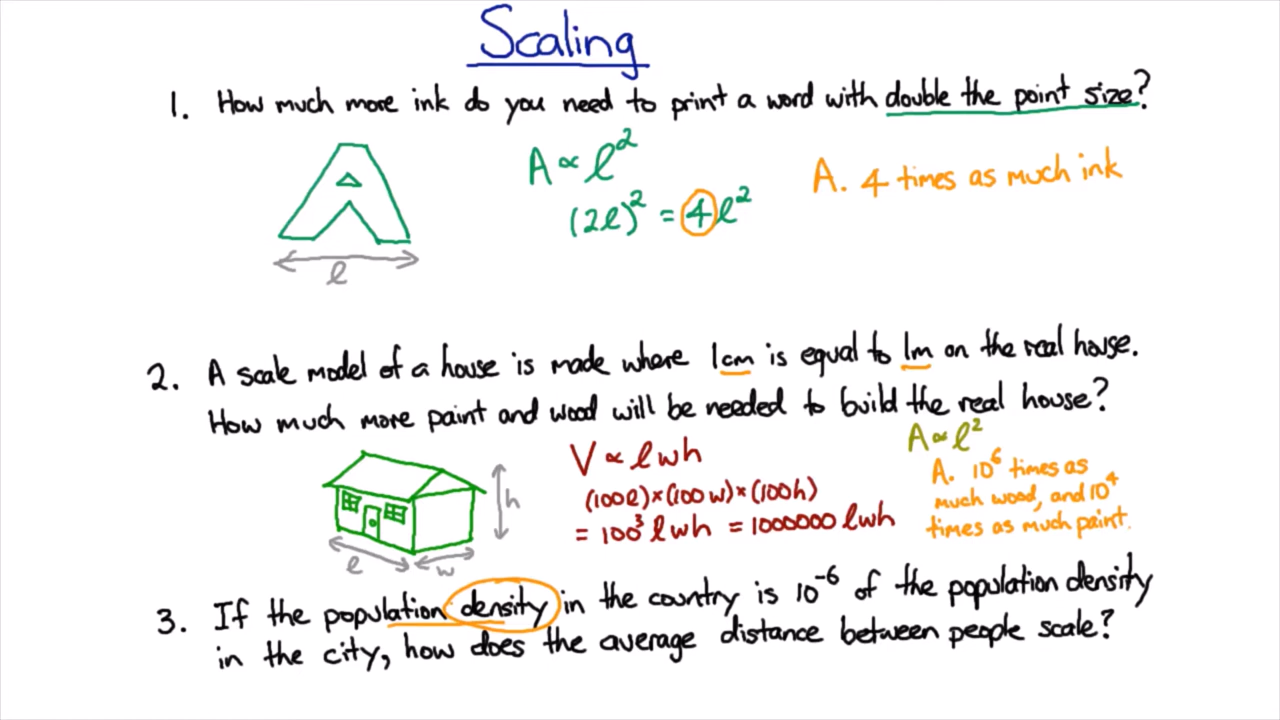 Scaling
1. How much more ink do you need to print a word with double the point size?
A ∝ l²
(2l)² = 4l²
A. 4 times as much ink
l
2. A scale model of a house is made where 1cm is equal to 1m on the real house.
How much more paint and wood will be needed to build the real house?
V ∝ lwh
(100l)×(100w)×(100h)
= 100³ lwh = 1000000 lwh
A ∝ l²
A. 10⁶ times as
much wood, and 10⁴
times as much paint.
h
l
w
3. If the population density in the country is 10⁻⁶ of the population density
in the city, how does the average distance between people scale?